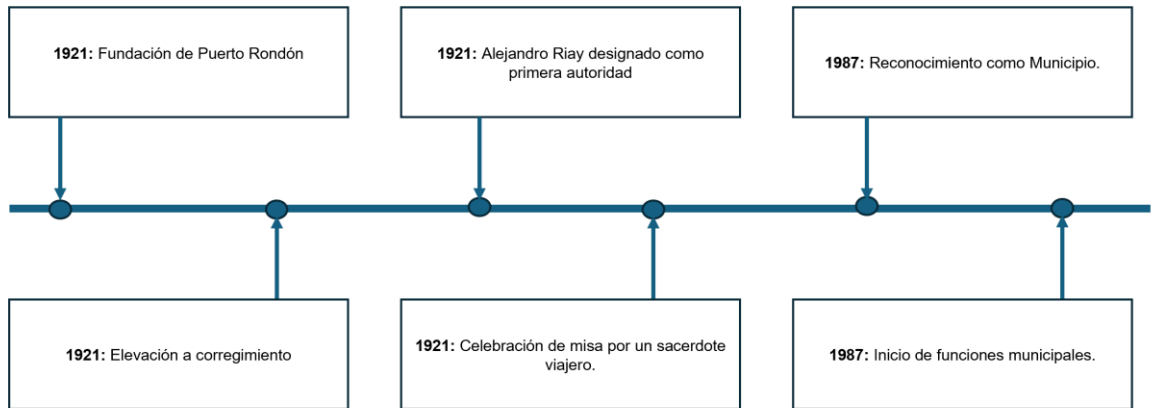 1921: Fundación de Puerto Rondón
1921: Alejandro Riay designado como
primera autoridad
1987: Reconocimiento como Municipio.
1921: Elevación a corregimiento
1921: Celebración de misa por un sacerdote
viajero.
1987: Inicio de funciones municipales.